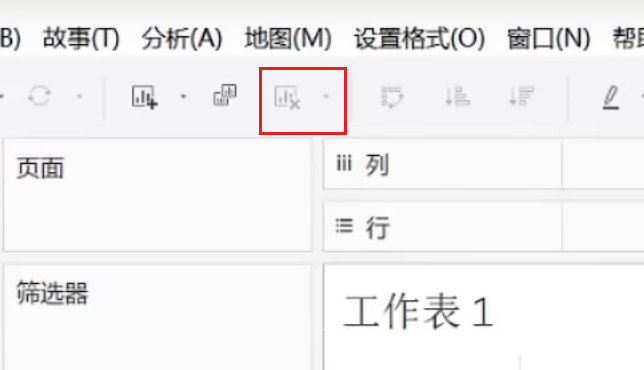 B) 故事(T) 分析(A) 地图(M) 设置格式(O) 窗口(N) 帮助
页面
列
行
筛选器
工作表 1